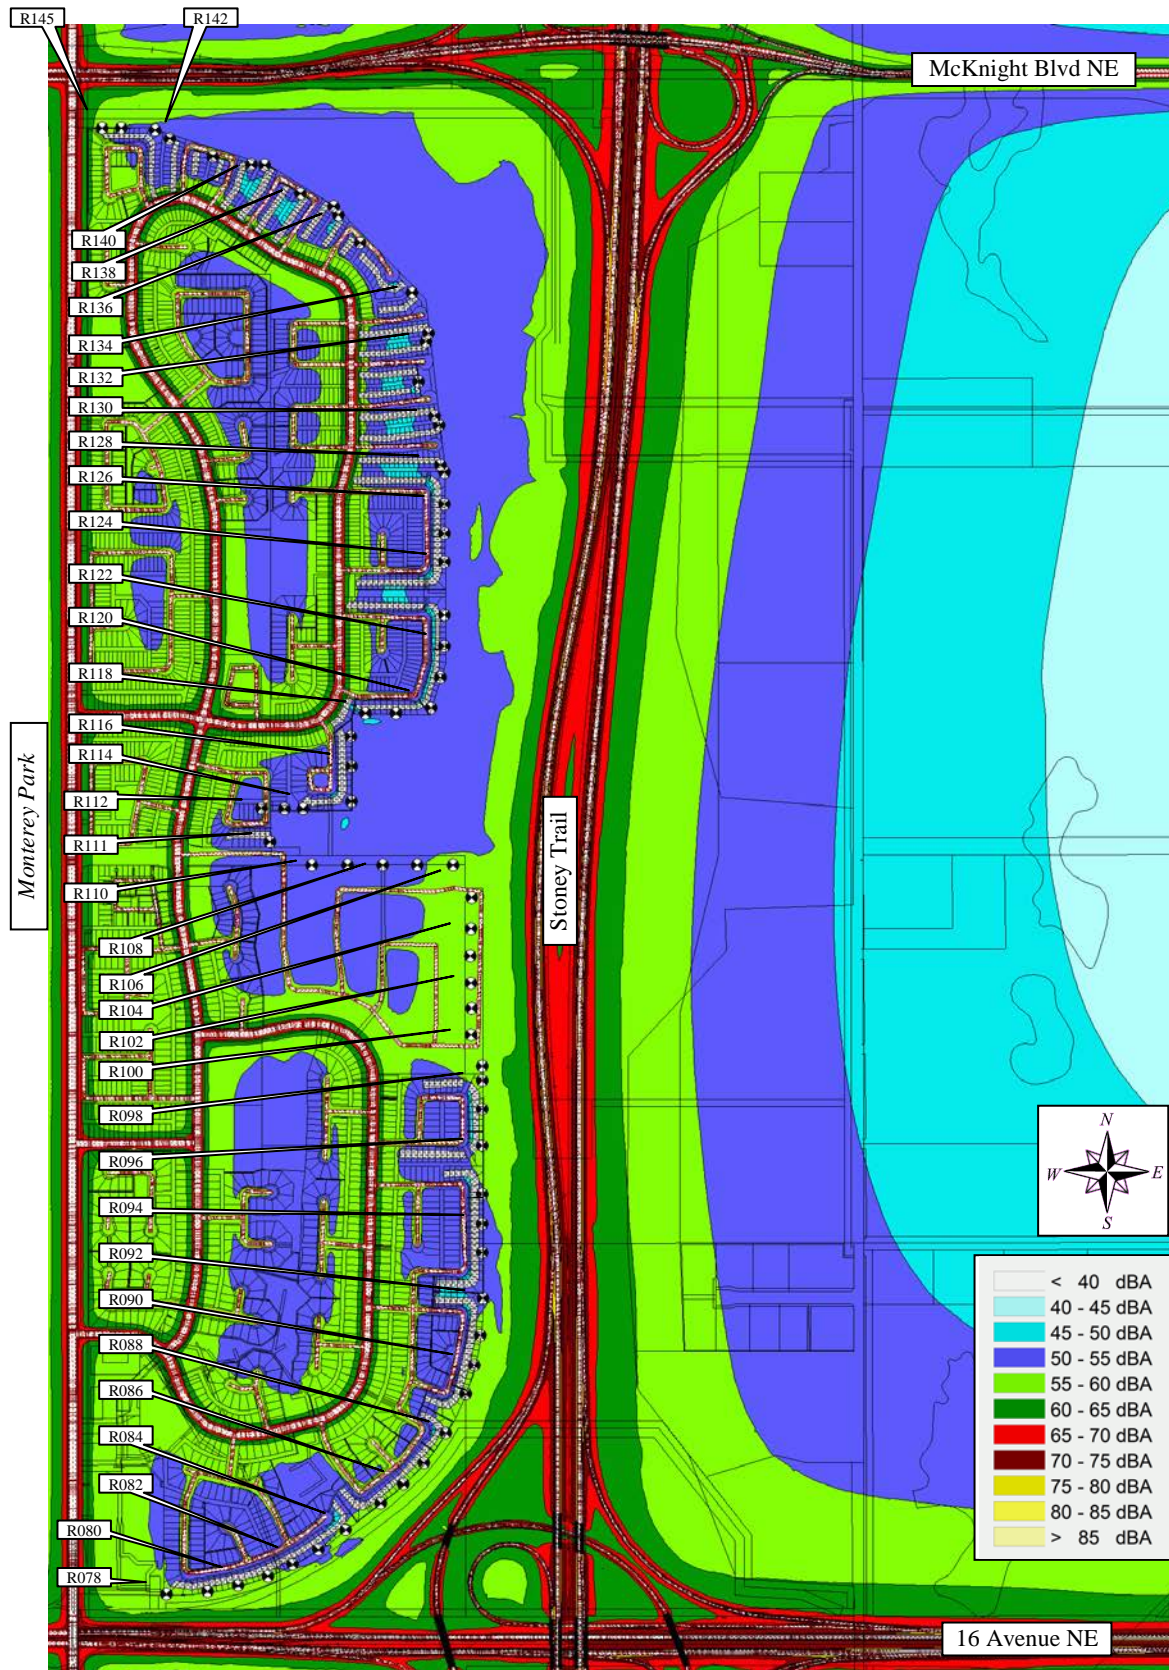 R145
R142
McKnight Blvd NE
R140
R138
R136
R134
R132
R130
R128
R126
R124
R122
R120
R118
R116
R114
R112
R111
R110
R108
R106
R104
R102
R100
R098
R096
R094
R092
R090
R088
R086
R084
R082
R080
R078
Monterey Park
Stoney Trail
N
W
E
S
< 40 dBA
40 - 45 dBA
45 - 50 dBA
50 - 55 dBA
55 - 60 dBA
60 - 65 dBA
65 - 70 dBA
70 - 75 dBA
75 - 80 dBA
80 - 85 dBA
> 85 dBA
16 Avenue NE